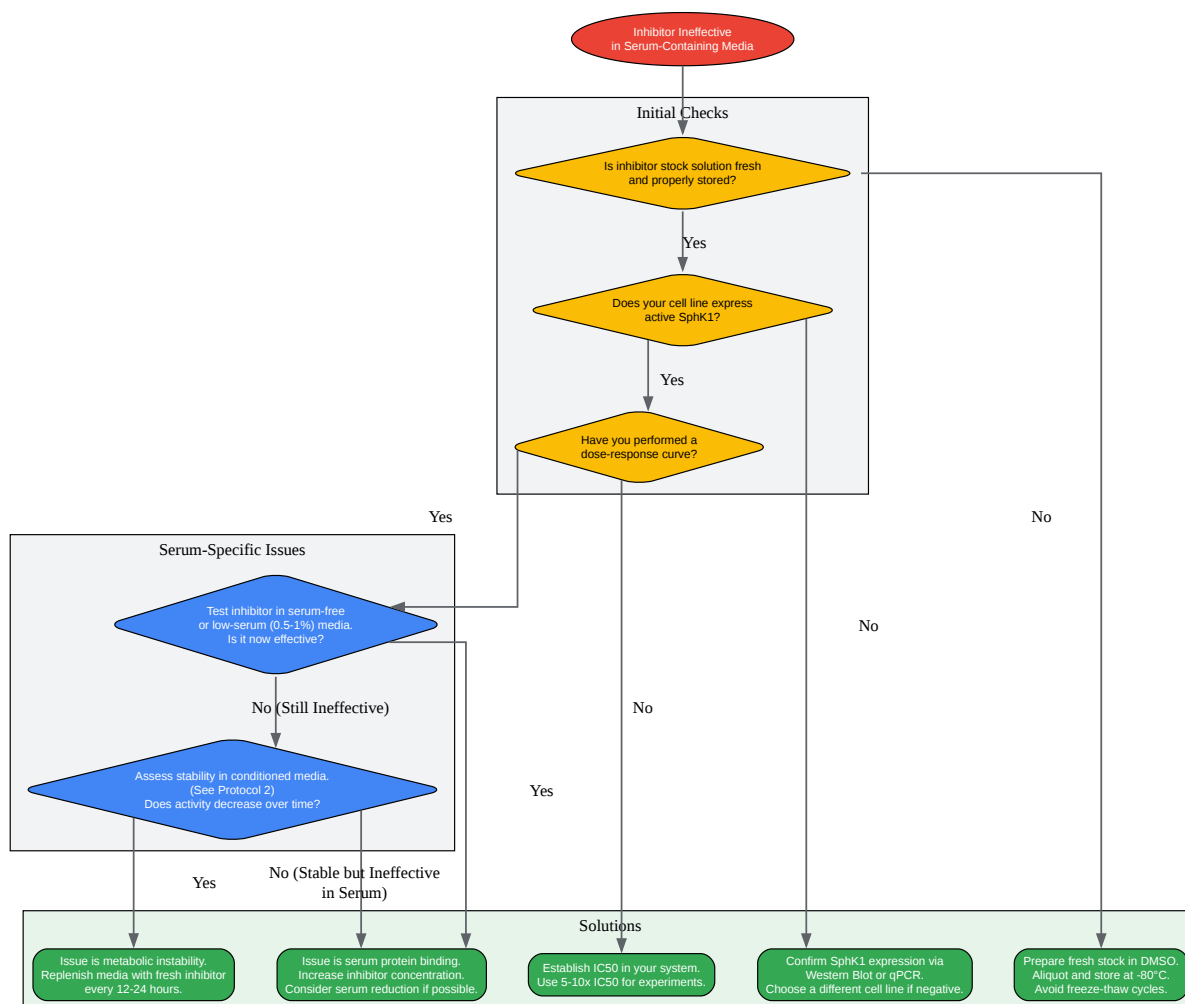 Inhibitor Ineffective
in Serum-Containing Media
Initial Checks
Is inhibitor stock solution fresh
and properly stored?
Yes
Does your cell line express
active SphK1?
Yes
Have you performed a
dose-response curve?
Yes
No
Serum-Specific Issues
Test inhibitor in serum-free
or low-serum (0.5-1%) media.
Is it now effective?
No
No (Still Ineffective)
No
Assess stability in conditioned media.
(See Protocol 2)
Does activity decrease over time?
Yes
Yes
No (Stable but Ineffective
in Serum)
Solutions
Issue is metabolic instability.
Replenish media with fresh inhibitor
every 12-24 hours.
Issue is serum protein binding.
Increase inhibitor concentration.
Consider serum reduction if possible.
Establish IC50 in your system.
Use 5-10x IC50 for experiments.
Confirm SphK1 expression via
Western Blot or qPCR.
Choose a different cell line if negative.
Prepare fresh stock in DMSO.
Aliquot and store at -80°C.
Avoid freeze-thaw cycles.